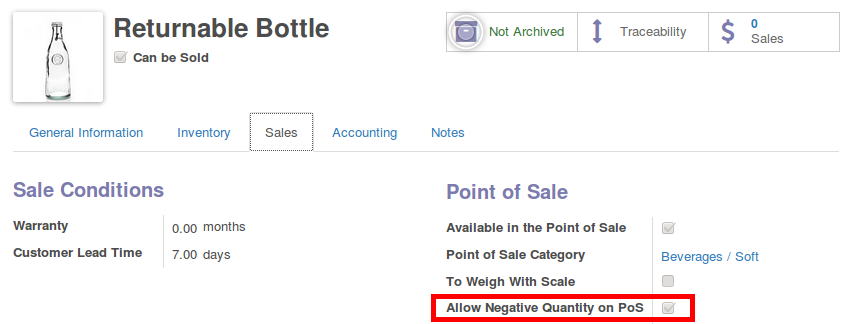 Returnable Bottle
Can be Sold
Not Archived
Traceability
0
Sales
General Information Inventory Sales Accounting Notes
Sale Conditions
Warranty 0.00 months
Customer Lead Time 7.00 days
Point of Sale
Available in the Point of Sale
Point of Sale Category Beverages / Soft
To Weigh With Scale
Allow Negative Quantity on PoS